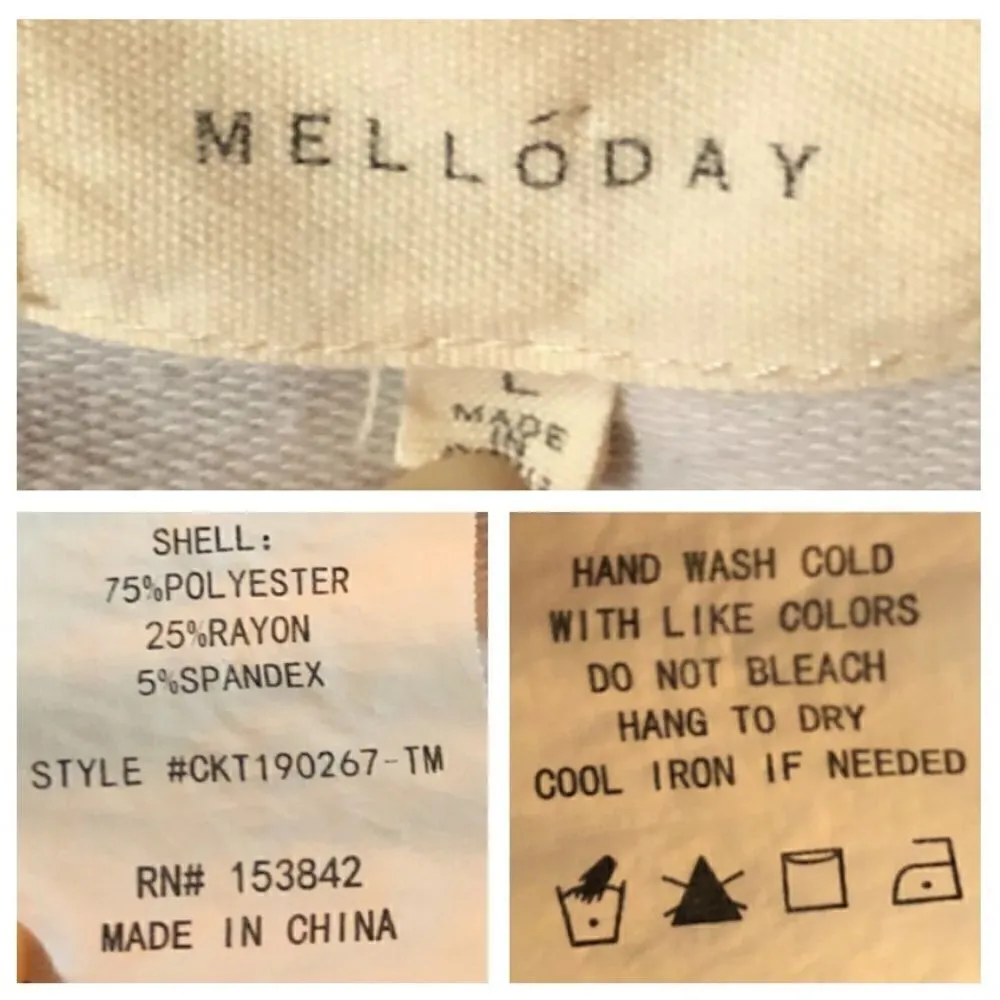 MELLÓDAY
L
MADE
IN
SHELL:
75%POLYESTER
25%RAYON
5%SPANDEX
STYLE #CKT190267-TM
RN# 153842
MADE IN CHINA
HAND WASH COLD
WITH LIKE COLORS
DO NOT BLEACH
HANG TO DRY
COOL IRON IF NEEDED